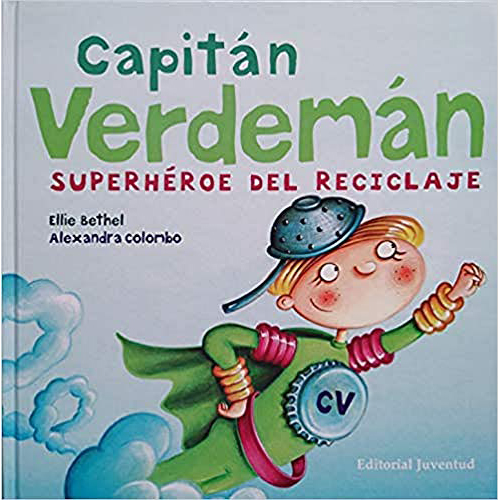 Capitán
Verdemán
SUPERHÉROE DEL RECICLAJE
Ellie Bethel
Alexandra Colombo
CV
Editorial Juventud